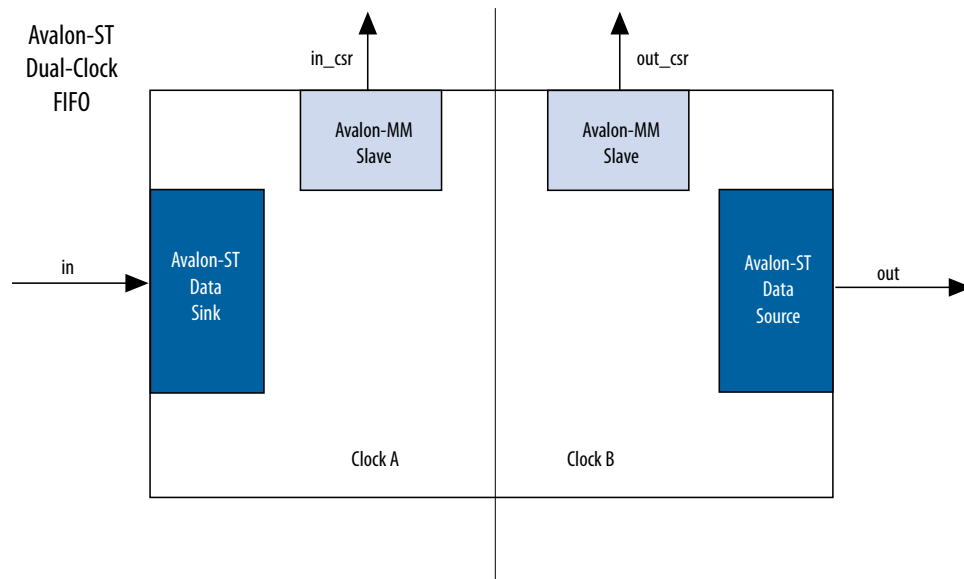 Avalon-ST
Dual-Clock
FIFO
in_csr
out_csr
Avalon-MM
Slave
Avalon-MM
Slave
in
Avalon-ST
Data
Sink
Avalon-ST
Data
Source
out
Clock A
Clock B